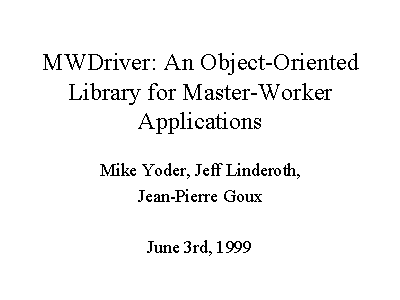 MWDriver: An Object-Oriented
Library for Master-Worker
Applications
Mike Yoder, Jeff Linderoth,
Jean-Pierre Goux
June 3rd, 1999